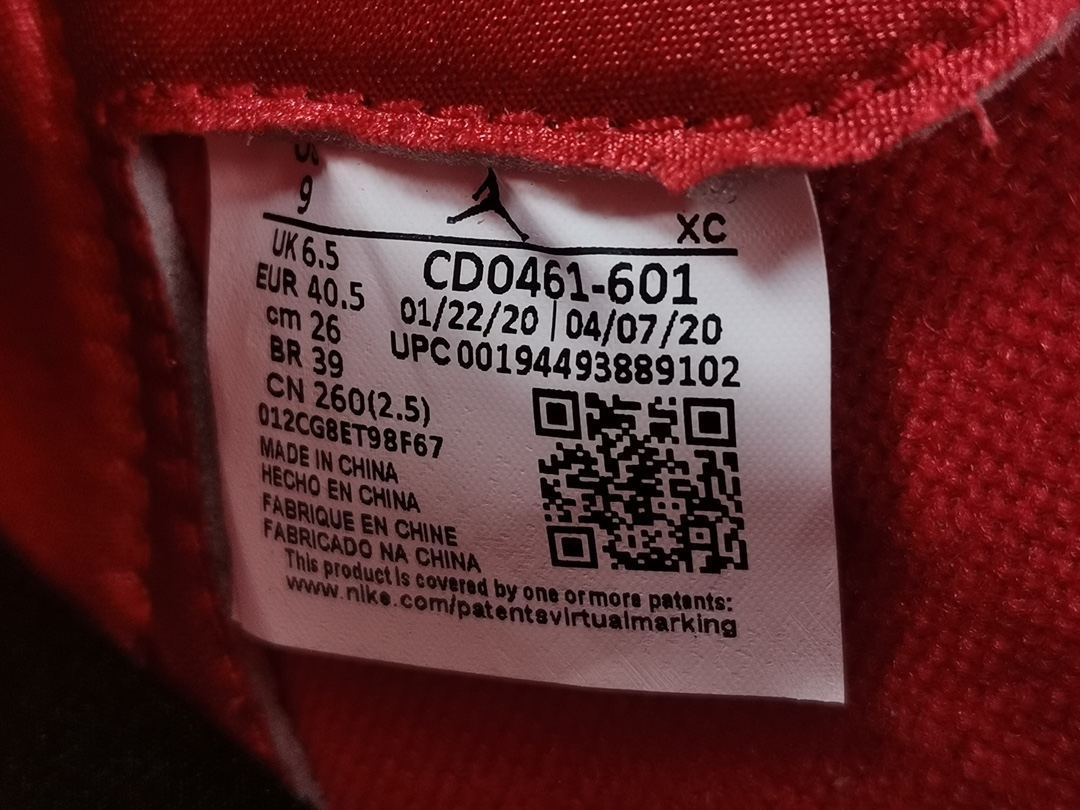 US
9
XC
UK 6.5
EUR 40.5
cm 26
BR 39
CN 260(2.5)
012CG8ET98F67
CD0461-601
01/22/20 | 04/07/20
UPC 00194493889102
MADE IN CHINA
HECHO EN CHINA
FABRIQUE EN CHINE
FABRICADO NA CHINA
This product is covered by one or more patents:
www.nike.com/patentsvirtualmarking